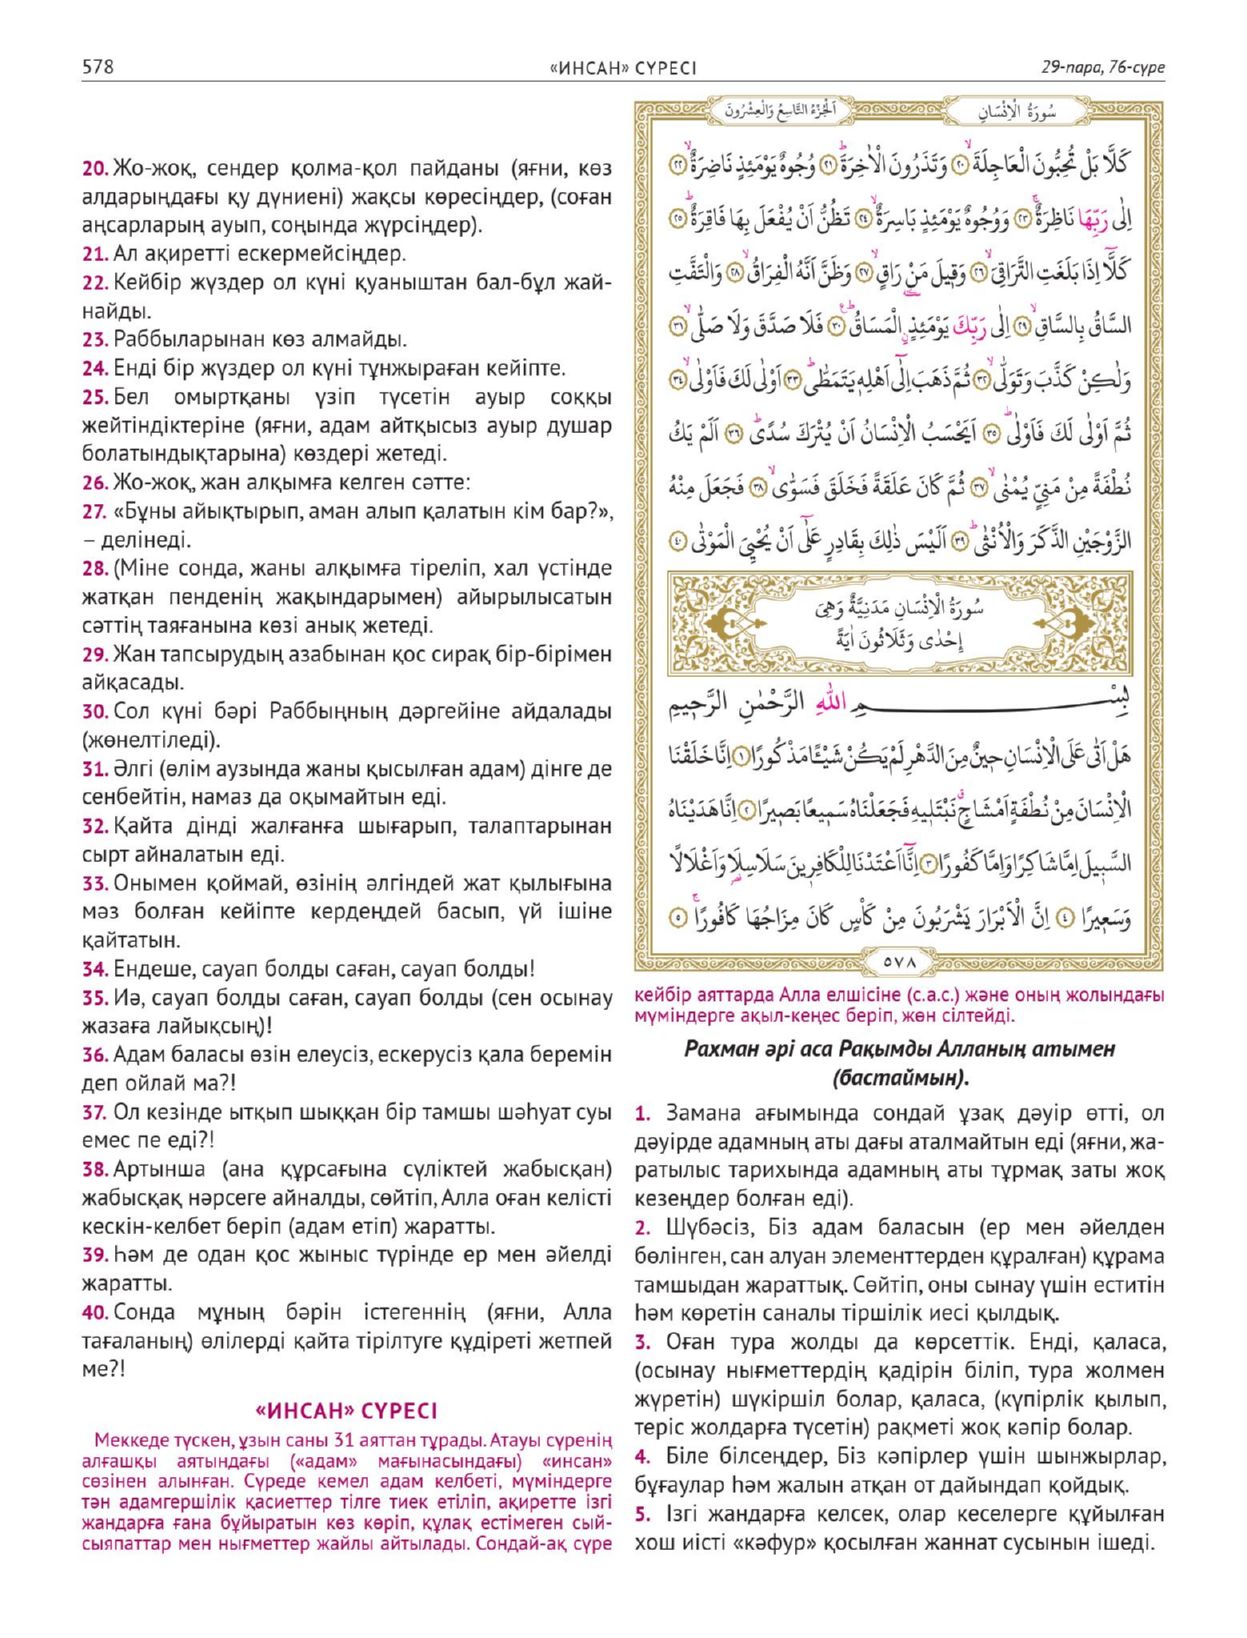 578
«ИНСАН» СҮРЕСІ
29-пара, 76-сүре
20. Жо-жоқ, сендер қолма-қол пайданы (яғни, көз
алдарыңдағы қу дүниені) жақсы көресіңдер, (соған
аңсарларың ауып, соңында жүрсіңдер).
21. Ал ақиретті ескермейсіңдер.
22. Кейбір жүздер ол күні қуаныштан бал-бұл жай-
найды.
23. Раббыларынан көз алмайды.
24. Енді бір жүздер ол күні тұнжыраған кейіпте.
25. Бел омыртқаны үзіп түсетін ауыр соққы
жейтіндіктеріне (яғни, адам айтқысыз ауыр душар
болатындықтарына) көздері жетеді.
26. Жо-жоқ, жан алқымға келген сәтте:
27. «Бұны айықтырып, аман алып қалатын кім бар?»,
– делінеді.
28. (Міне сонда, жаны алқымға тіреліп, хал үстінде
жатқан пенденің жақындарымен) айырылысатын
сәттің таяғанына көзі анық жетеді.
29. Жан тапсырудың азабынан қос сирақ бір-бірімен
айқасады.
30. Сол күні бәрі Раббыңның дәргейіне айдалады
(жөнелтіледі).
31. Әлгі (өлім аузында жаны қысылған адам) дінге де
сенбейтін, намаз да оқымайтын еді.
32. Қайта дінді жалғанға шығарып, талаптарынан
сырт айналатын еді.
33. Онымен қоймай, өзінің әлгіндей жат қылығына
мәз болған кейіпте кердеңдей басып, үй ішіне
қайтатын.
34. Ендеше, сауап болды саған, сауап болды!
35. Иә, сауап болды саған, сауап болды (сен осынау
жазаға лайықсың)!
36. Адам баласы өзін елеусіз, ескерусіз қала беремін
деп ойлай ма?!
37. Ол кезінде ытқып шыққан бір тамшы шәһуат суы
емес пе еді?!
38. Артынша (ана құрсағына сүліктей жабысқан)
жабысқақ нәрсеге айналды, сөйтіп, Алла оған келісті
кескін-келбет беріп (адам етіп) жаратты.
39. Һәм де одан қос жыныс түрінде ер мен әйелді
жаратты.
40. Сонда мұның бәрін істегеннің (яғни, Алла
тағаланың) өлілерді қайта тірілтуге құдіреті жетпей
ме?!
«ИНСАН» СҮРЕСІ
Меккеде түскен, ұзын саны 31 аяттан тұрады. Атауы сүренің
алғашқы аятындағы («адам» мағынасындағы) «инсан»
сөзінен алынған. Сүреде кемел адам келбеті, мүміндерге
тән адамгершілік қасиеттер тілге тиек етіліп, ақиретте ізгі
жандарға ғана бұйыратын көз көріп, құлақ естімеген сый-
сыяпаттар мен нығметтер жайлы айтылады. Сондай-ақ сүре
سُورَةُ الْاِنْسَانِ
اَلْجُزْءُ التَّاسِعُ وَالْعِشْرُونَ
كَلَّا بَلْ تُحِبُّونَ الْعَاجِلَةَۙ ٢٠ وَتَذَرُونَ الْاٰخِرَةَۜ ٢١ وُجُوهٌ يَوْمَئِذٍ نَاضِرَةٌۙ ٢٢
اِلٰى رَبِّهَا نَاظِرَةٌۚ ٢٣ وَوُجُوهٌ يَوْمَئِذٍ بَاسِرَةٌۙ ٢٤ تَظُنُّ اَنْ يُفْعَلَ بِهَا فَاقِرَةٌۜ ٢٥
كَلَّٓا اِذَا بَلَغَتِ التَّرَاقِيَۙ ٢٦ وَقِيلَ مَنْ رَاقٍۙ ٢٧ وَظَنَّ اَنَّهُ الْفِرَاقُۙ ٢٨ وَالْتَفَّتِ
السَّاقُ بِالسَّاقِۙ ٢٩ اِلٰى رَبِّكَ يَوْمَئِذٍ الْمَسَاقُۜ ٣٠ فَلَا صَدَّقَ وَلَا صَلّٰىۙ ٣١
وَلٰكِنْ كَذَّبَ وَتَوَلّٰىۙ ٣٢ ثُمَّ ذَهَبَ اِلٰٓى اَهْلِه۪ يَتَمَطّٰىۜ ٣٣ اَوْلٰى لَكَ فَاَوْلٰىۙ ٣٤
ثُمَّ اَوْلٰى لَكَ فَاَوْلٰىۜ ٣٥ اَيَحْسَبُ الْاِنْسَانُ اَنْ يُتْرَكَ سُدًىۜ ٣٦ اَلَمْ يَكُ
نُطْفَةً مِنْ مَنِيٍّ يُمْنٰىۙ ٣٧ ثُمَّ كَانَ عَلَقَةً فَخَلَقَ فَسَوّٰىۙ ٣٨ فَجَعَلَ مِنْهُ
الزَّوْجَيْنِ الذَّكَرَ وَالْاُنْثٰىۜ ٣٩ اَلَيْسَ ذٰلِكَ بِقَادِرٍ عَلٰٓى اَنْ يُحْيِيَ الْمَوْتٰى ٤٠
سُورَةُ الْاِنْسَانِ مَدَنِيَّةٌ وَهِيَ
اِحْدٰى وَثَلَاثُونَ اٰيَةً
بِسْمِ اللّٰهِ الرَّحْمٰنِ الرَّحِيمِ
هَلْ اَتٰى عَلَى الْاِنْسَانِ حِينٌ مِنَ الدَّهْرِ لَمْ يَكُنْ شَيْـًٔا مَذْكُورًا ١ اِنَّا خَلَقْنَا
الْاِنْسَانَ مِنْ نُطْفَةٍ اَمْشَاجٍۗ نَبْتَلِيهِ فَجَعَلْنَاهُ سَمِيعًا بَصِيرًا ٢ اِنَّا هَدَيْنَاهُ
السَّبِيلَ اِمَّا شَاكِرًا وَاِمَّا كَفُورًا ٣ اِنَّٓا اَعْتَدْنَا لِلْكَافِرِينَ سَلَاسِلَا۬ وَاَغْلَالًا
وَسَعِيرًا ٤ اِنَّ الْاَبْرَارَ يَشْرَبُونَ مِنْ كَأْسٍ كَانَ مِزَاجُهَا كَافُورًاۚ ٥
٥٧٨
кейбір аяттарда Алла елшісіне (с.а.с.) және оның жолындағы
мүміндерге ақыл-кеңес беріп, жөн сілтейді.
Рахман әрі аса Рақымды Алланың атымен
(бастаймын).
1. Замана ағымында сондай ұзақ дәуір өтті, ол
дәуірде адамның аты дағы аталмайтын еді (яғни, жа-
ратылыс тарихында адамның аты тұрмақ заты жоқ
кезеңдер болған еді).
2. Шүбәсіз, Біз адам баласын (ер мен әйелден
бөлінген, сан алуан элементтерден құралған) құрама
тамшыдан жараттық. Сөйтіп, оны сынау үшін еститін
һәм көретін саналы тіршілік иесі қылдық.
3. Оған тура жолды да көрсеттік. Енді, қаласа,
(осынау нығметтердің қадірін біліп, тура жолмен
жүретін) шүкіршіл болар, қаласа, (күпірлік қылып,
теріс жолдарға түсетін) рақметі жоқ кәпір болар.
4. Біле білсеңдер, Біз кәпірлер үшін шынжырлар,
бұғаулар һәм жалын атқан от дайындап қойдық.
5. Ізгі жандарға келсек, олар кеселерге құйылған
хош иісті «кәфур» қосылған жаннат сусынын ішеді.